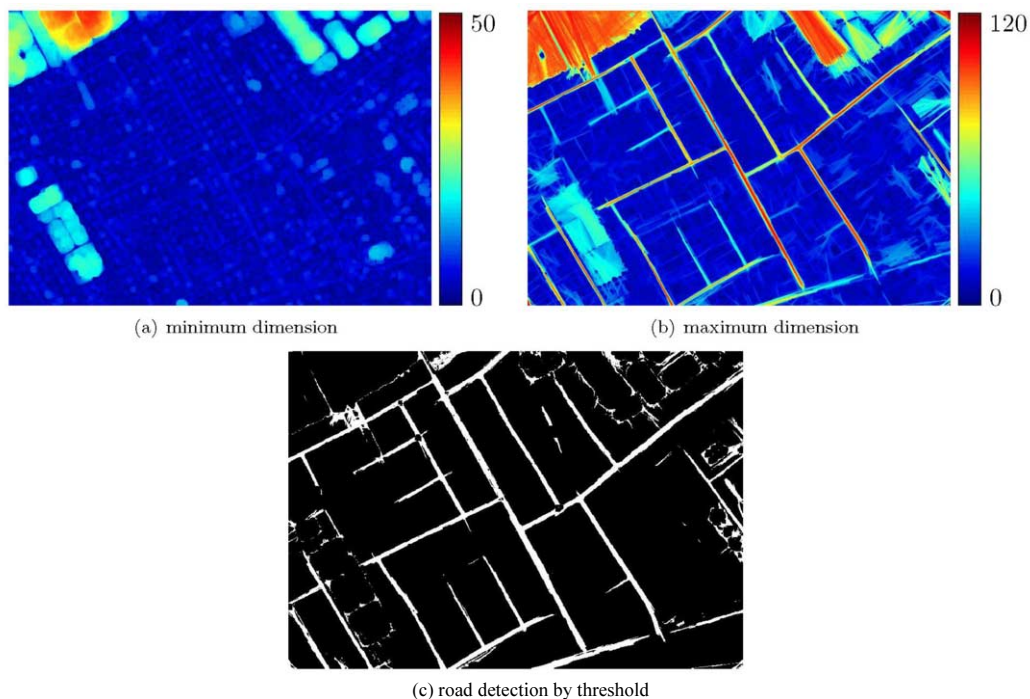 50
0
120
0
(a) minimum dimension
(b) maximum dimension
(c) road detection by threshold